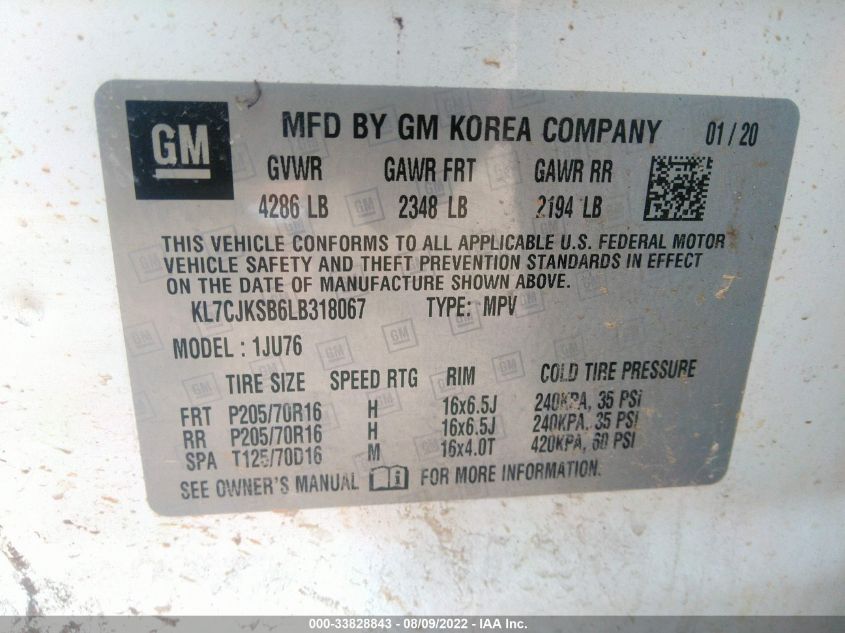 GM
MFD BY GM KOREA COMPANY 01/20
GVWR GAWR FRT GAWR RR
4286 LB 2348 LB 2194 LB
THIS VEHICLE CONFORMS TO ALL APPLICABLE U.S. FEDERAL MOTOR
VEHICLE SAFETY AND THEFT PREVENTION STANDARDS IN EFFECT
ON THE DATE OF MANUFACTURE SHOWN ABOVE.
KL7CJKSB6LB318067 TYPE: MPV
MODEL : 1JU76
TIRE SIZE SPEED RTG RIM COLD TIRE PRESSURE
FRT P205/70R16 H 16x6.5J 240KPA, 35 PSI
RR P205/70R16 H 16x6.5J 240KPA, 35 PSI
SPA T125/70D16 M 16x4.0T 420KPA, 60 PSI
SEE OWNER'S MANUAL FOR MORE INFORMATION
000-33828843 - 08/09/2022 - IAA Inc.